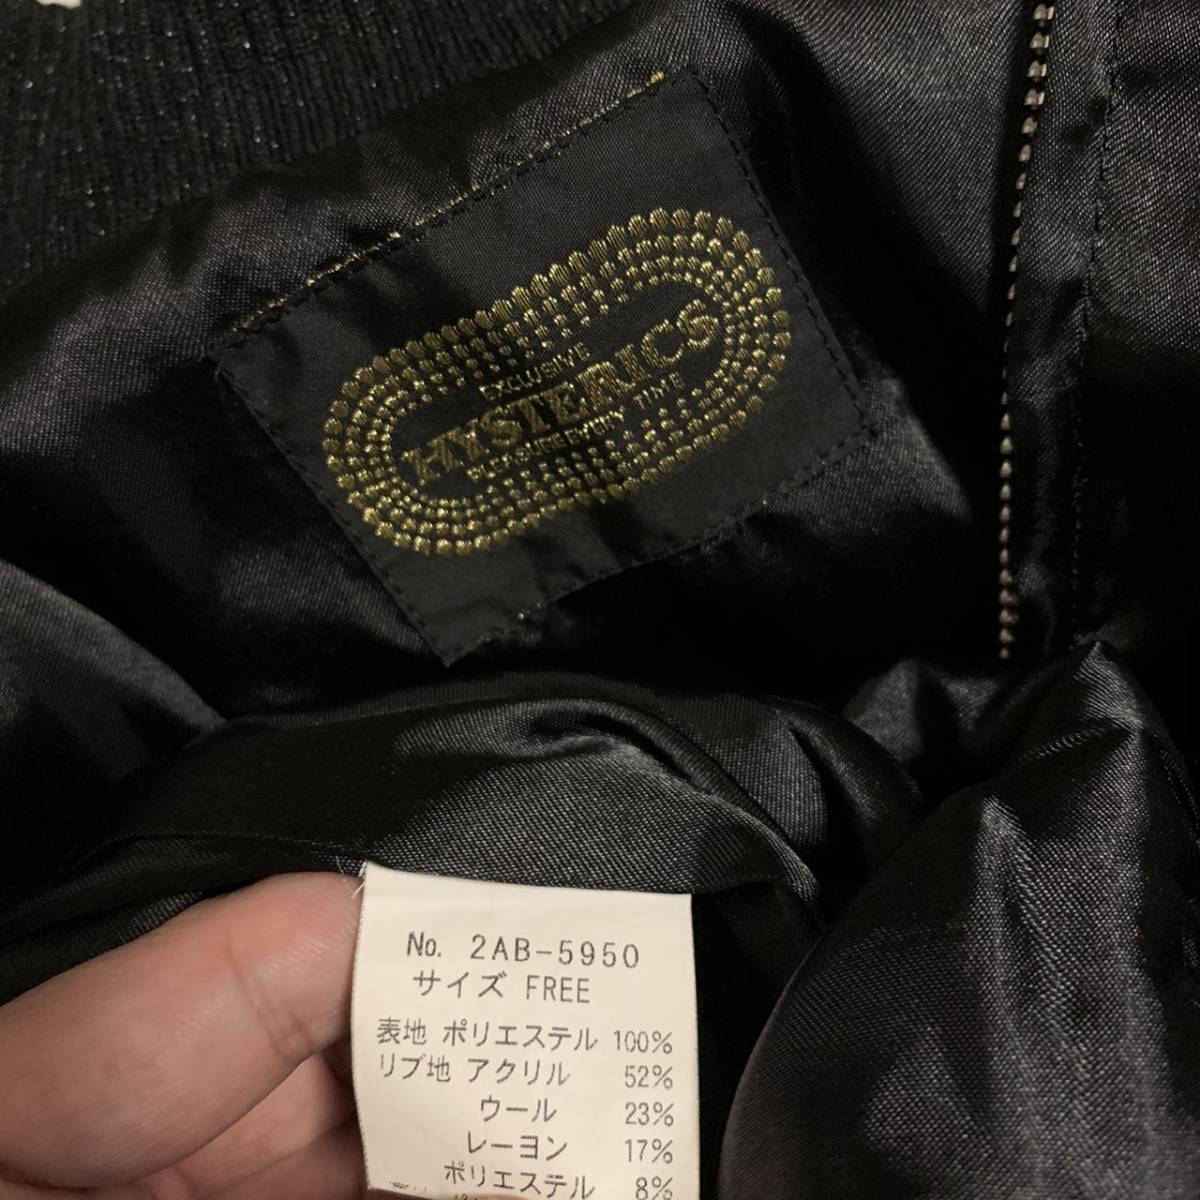 EXCLUSIVE
HYSTERICS
PLEASURE EVERY TIME
No. 2AB-5950
サイズ FREE
表地 ポリエステル 100%
リブ地 アクリル 52%
ウール 23%
レーヨン 17%
ポリエステル 8%